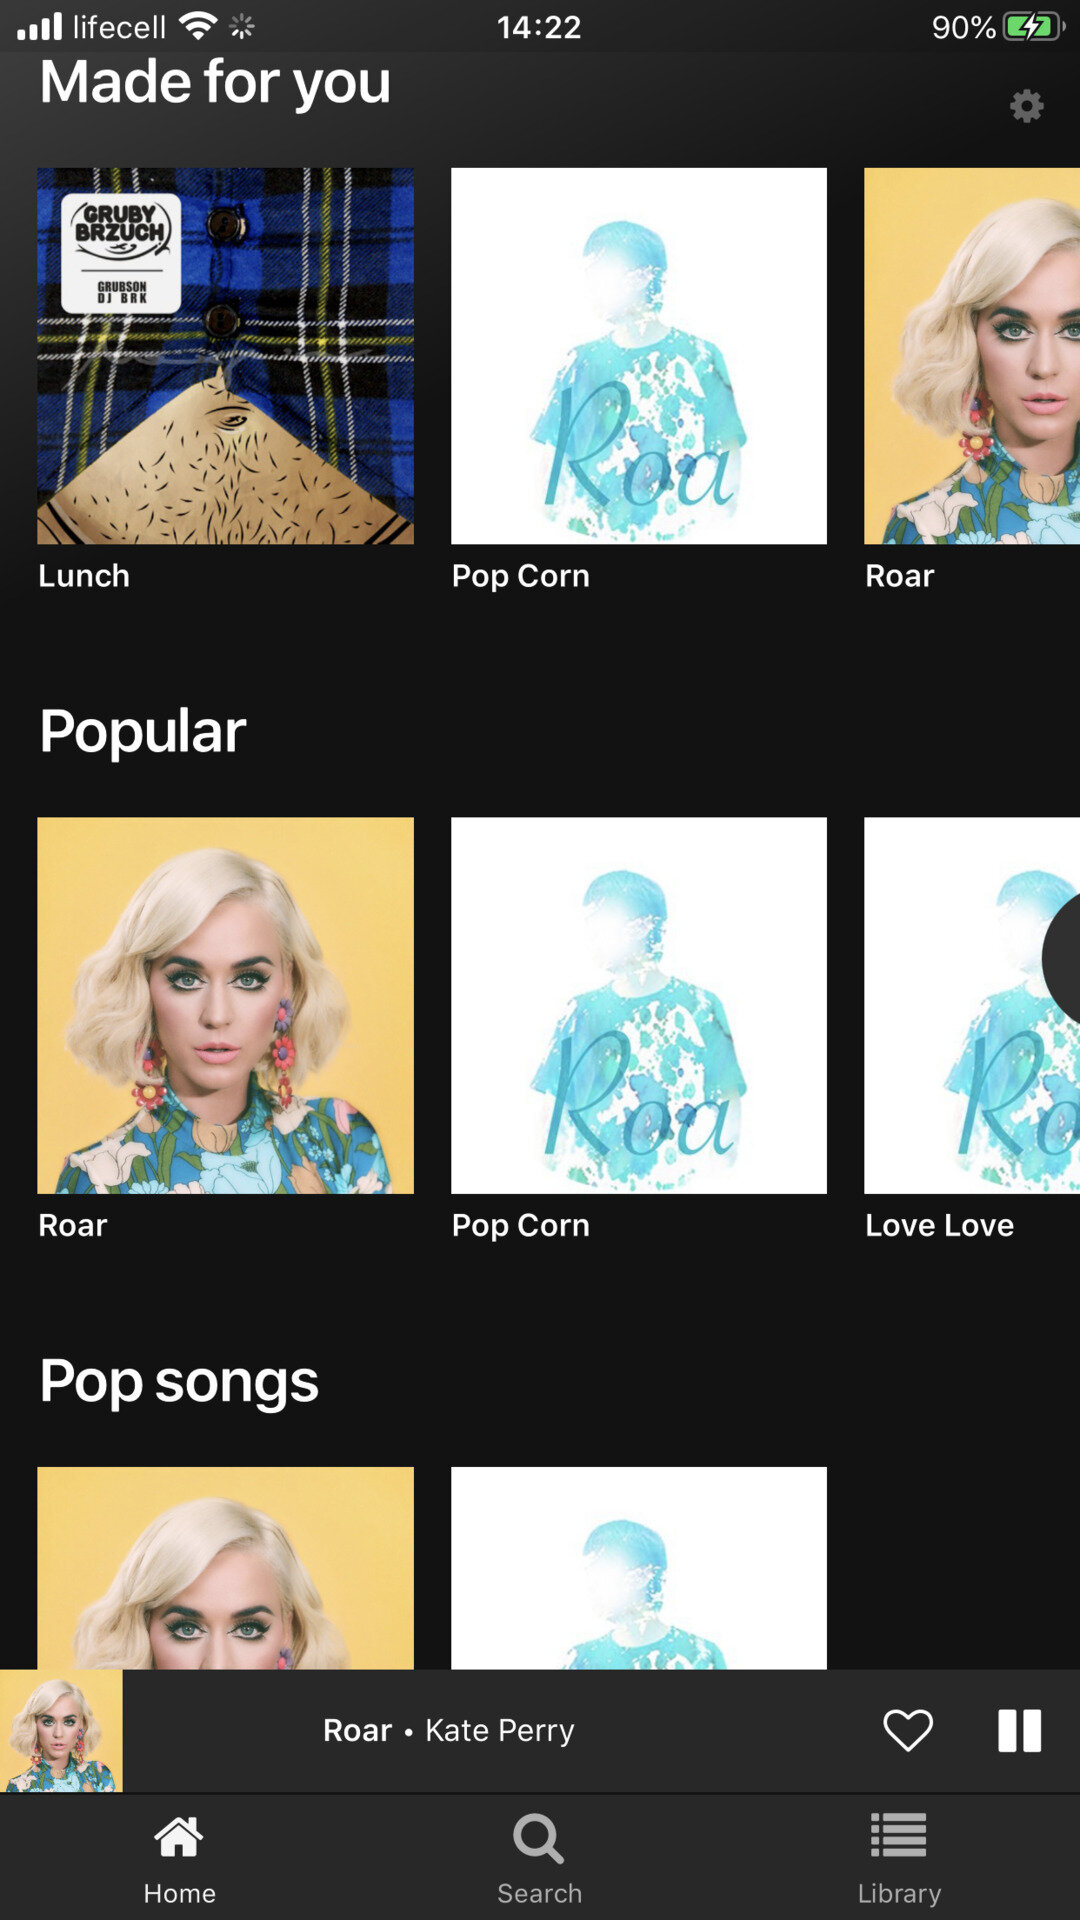 lifecell
14:22
90%
Made for you
GRUBY
BRZUCH
GRUBSON
DJ BRK
Roa
Lunch
Pop Corn
Roar
Popular
Roa
Ro
Roar
Pop Corn
Love Love
Pop songs
Roar • Kate Perry
Home
Search
Library